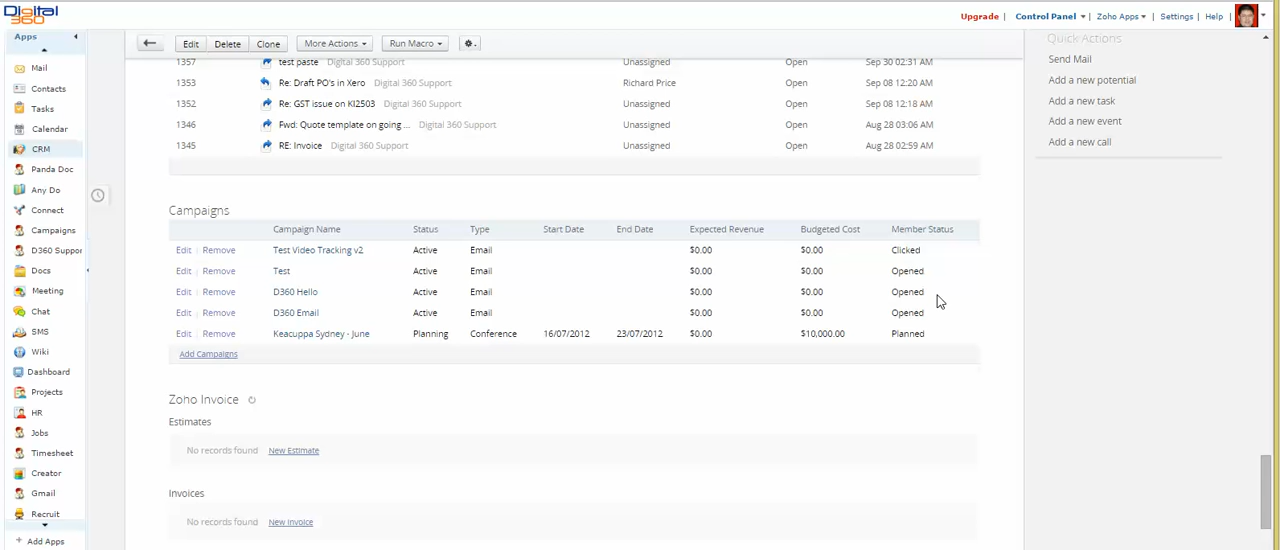 Digital 360
Upgrade Control Panel Zoho Apps Settings Help
Apps
Mail
Contacts
Tasks
Calendar
CRM
Panda Doc
Any Do
Connect
Campaigns
D360 Suppor
Docs
Meeting
Chat
SMS
Wiki
Dashboard
Projects
HR
Jobs
Timesheet
Creator
Gmail
Recruit
+ Add Apps
Edit Delete Clone More Actions Run Macro
1357 test paste Digital 360 Support Unassigned Open Sep 30 02:31 AM
1353 Re: Draft PO's in Xero Digital 360 Support Richard Price Open Sep 08 12:20 AM
1352 Re: GST issue on KI2503 Digital 360 Support Unassigned Open Sep 08 12:18 AM
1346 Fwd: Quote template on going ... Digital 360 Support Unassigned Open Aug 28 03:06 AM
1345 RE: Invoice Digital 360 Support Unassigned Open Aug 28 02:59 AM
Campaigns
Campaign Name Status Type Start Date End Date Expected Revenue Budgeted Cost Member Status
Edit | Remove Test Video Tracking v2 Active Email $0.00 $0.00 Clicked
Edit | Remove Test Active Email $0.00 $0.00 Opened
Edit | Remove D360 Hello Active Email $0.00 $0.00 Opened
Edit | Remove D360 Email Active Email $0.00 $0.00 Opened
Edit | Remove Keacuppa Sydney - June Planning Conference 16/07/2012 23/07/2012 $0.00 $10,000.00 Planned
Add Campaigns
Zoho Invoice
Estimates
No records found New Estimate
Invoices
No records found New Invoice
Quick Actions
Send Mail
Add a new potential
Add a new task
Add a new event
Add a new call